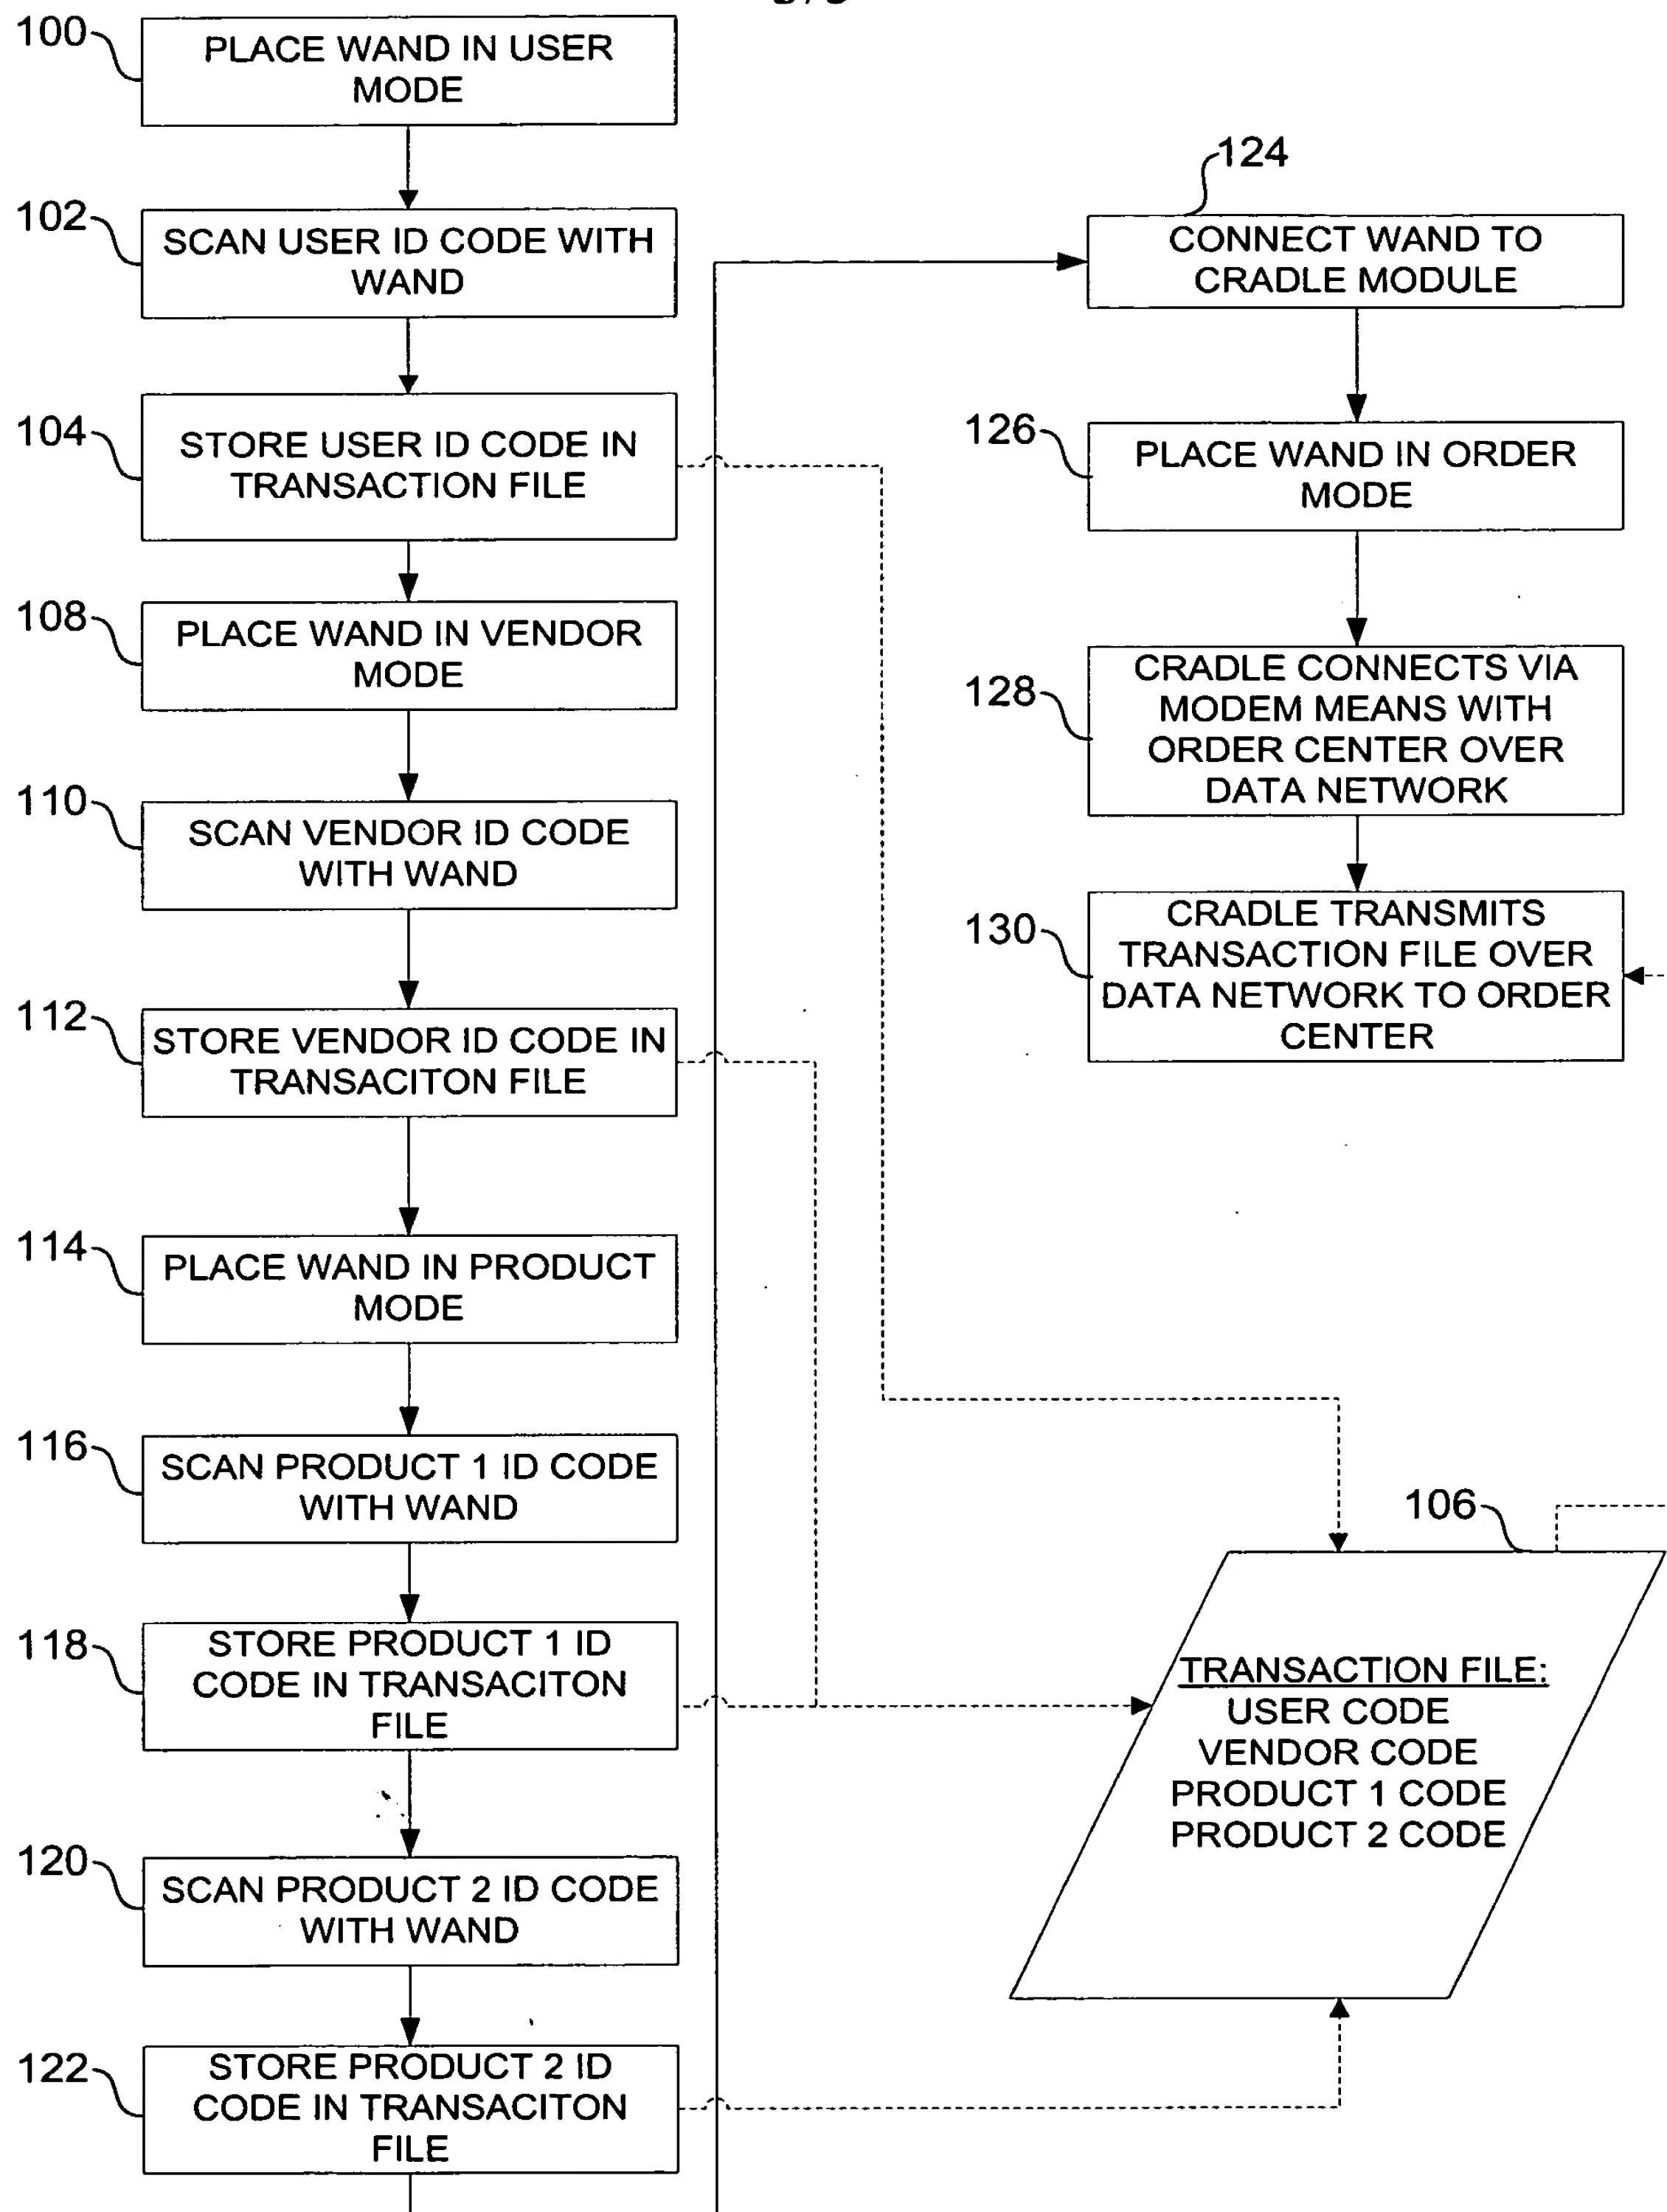 100
PLACE WAND IN USER
MODE
102
SCAN USER ID CODE WITH
WAND
104
STORE USER ID CODE IN
TRANSACTION FILE
108
PLACE WAND IN VENDOR
MODE
110
SCAN VENDOR ID CODE
WITH WAND
112
STORE VENDOR ID CODE IN
TRANSACITON FILE
114
PLACE WAND IN PRODUCT
MODE
116
SCAN PRODUCT 1 ID CODE
WITH WAND
118
STORE PRODUCT 1 ID
CODE IN TRANSACITON
FILE
120
SCAN PRODUCT 2 ID CODE
WITH WAND
122
STORE PRODUCT 2 ID
CODE IN TRANSACITON
FILE
124
CONNECT WAND TO
CRADLE MODULE
126
PLACE WAND IN ORDER
MODE
128
CRADLE CONNECTS VIA
MODEM MEANS WITH
ORDER CENTER OVER
DATA NETWORK
130
CRADLE TRANSMITS
TRANSACTION FILE OVER
DATA NETWORK TO ORDER
CENTER
106
TRANSACTION FILE:
USER CODE
VENDOR CODE
PRODUCT 1 CODE
PRODUCT 2 CODE